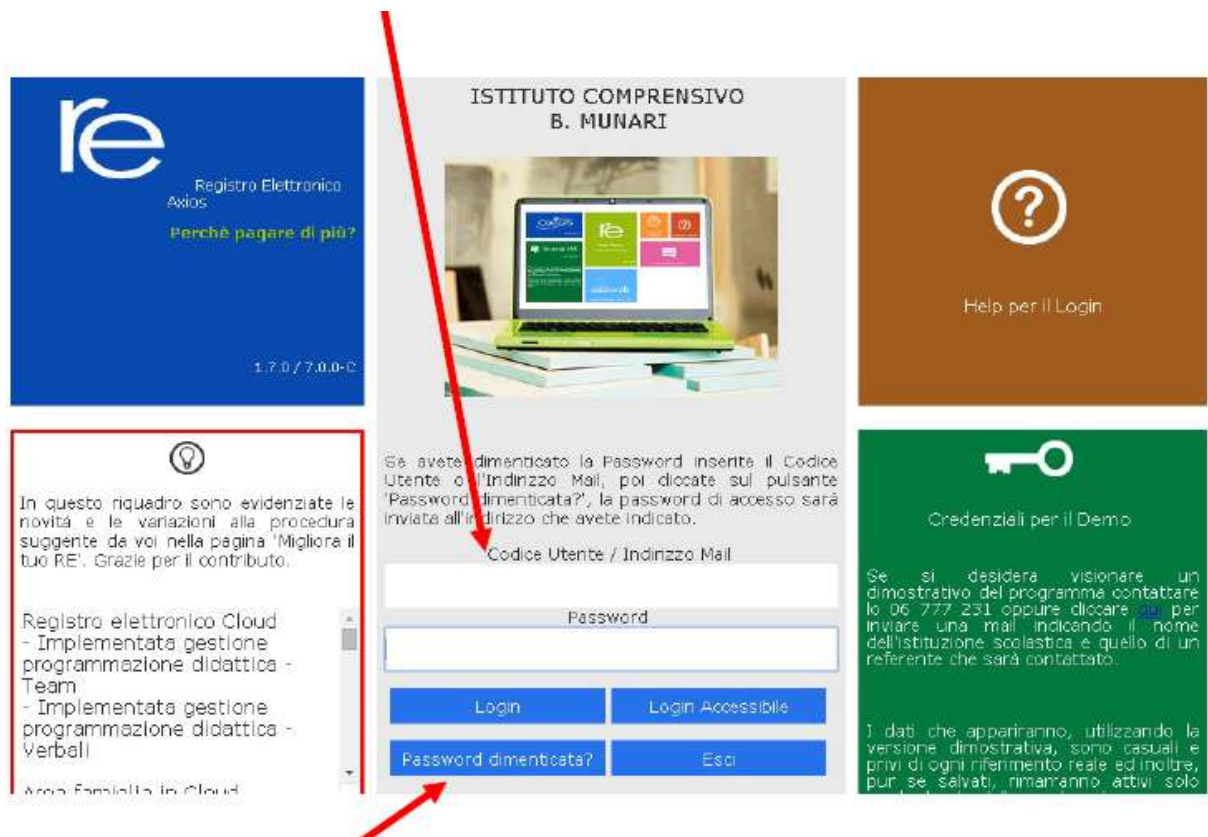 re
Registro Elettronico
Axios
Perchè pagare di più?
1.7.0 / 7.0.0-C
In questo riquadro sono evidenziate le
novità e le variazioni alla procedura
suggente da voi nella pagina 'Migliora il
tuo RE'. Grazie per il contributo.
Registro elettronico Cloud
- Implementata gestione
programmazione didattica -
Team
- Implementata gestione
programmazione didattica -
Verbali
Area famiglia in Cloud
ISTITUTO COMPRENSIVO
B. MUNARI
re
Se avete dimenticato la Password inserite il Codice
Utente o l'Indirizzo Mail, poi cliccate sul pulsante
'Password dimenticata?', la password di accesso sarà
inviata all'indirizzo che avete indicato.
Codice Utente / Indirizzo Mail
Password
Login
Login Accessibile
Password dimenticata?
Esci
Help per il Login
Credenziali per il Demo
Se si desidera visionare un
dimostrativo del programma contattare
lo 06 777 231 oppure cliccare qui per
inviare una mail indicando il nome
dell'istituzione scolastica e quello di un
referente che sarà contattato.
I dati che appariranno, utilizzando la
versione dimostrativa, sono casuali e
privi di ogni riferimento reale ed inoltre,
pur se salvati, rimarranno attivi solo